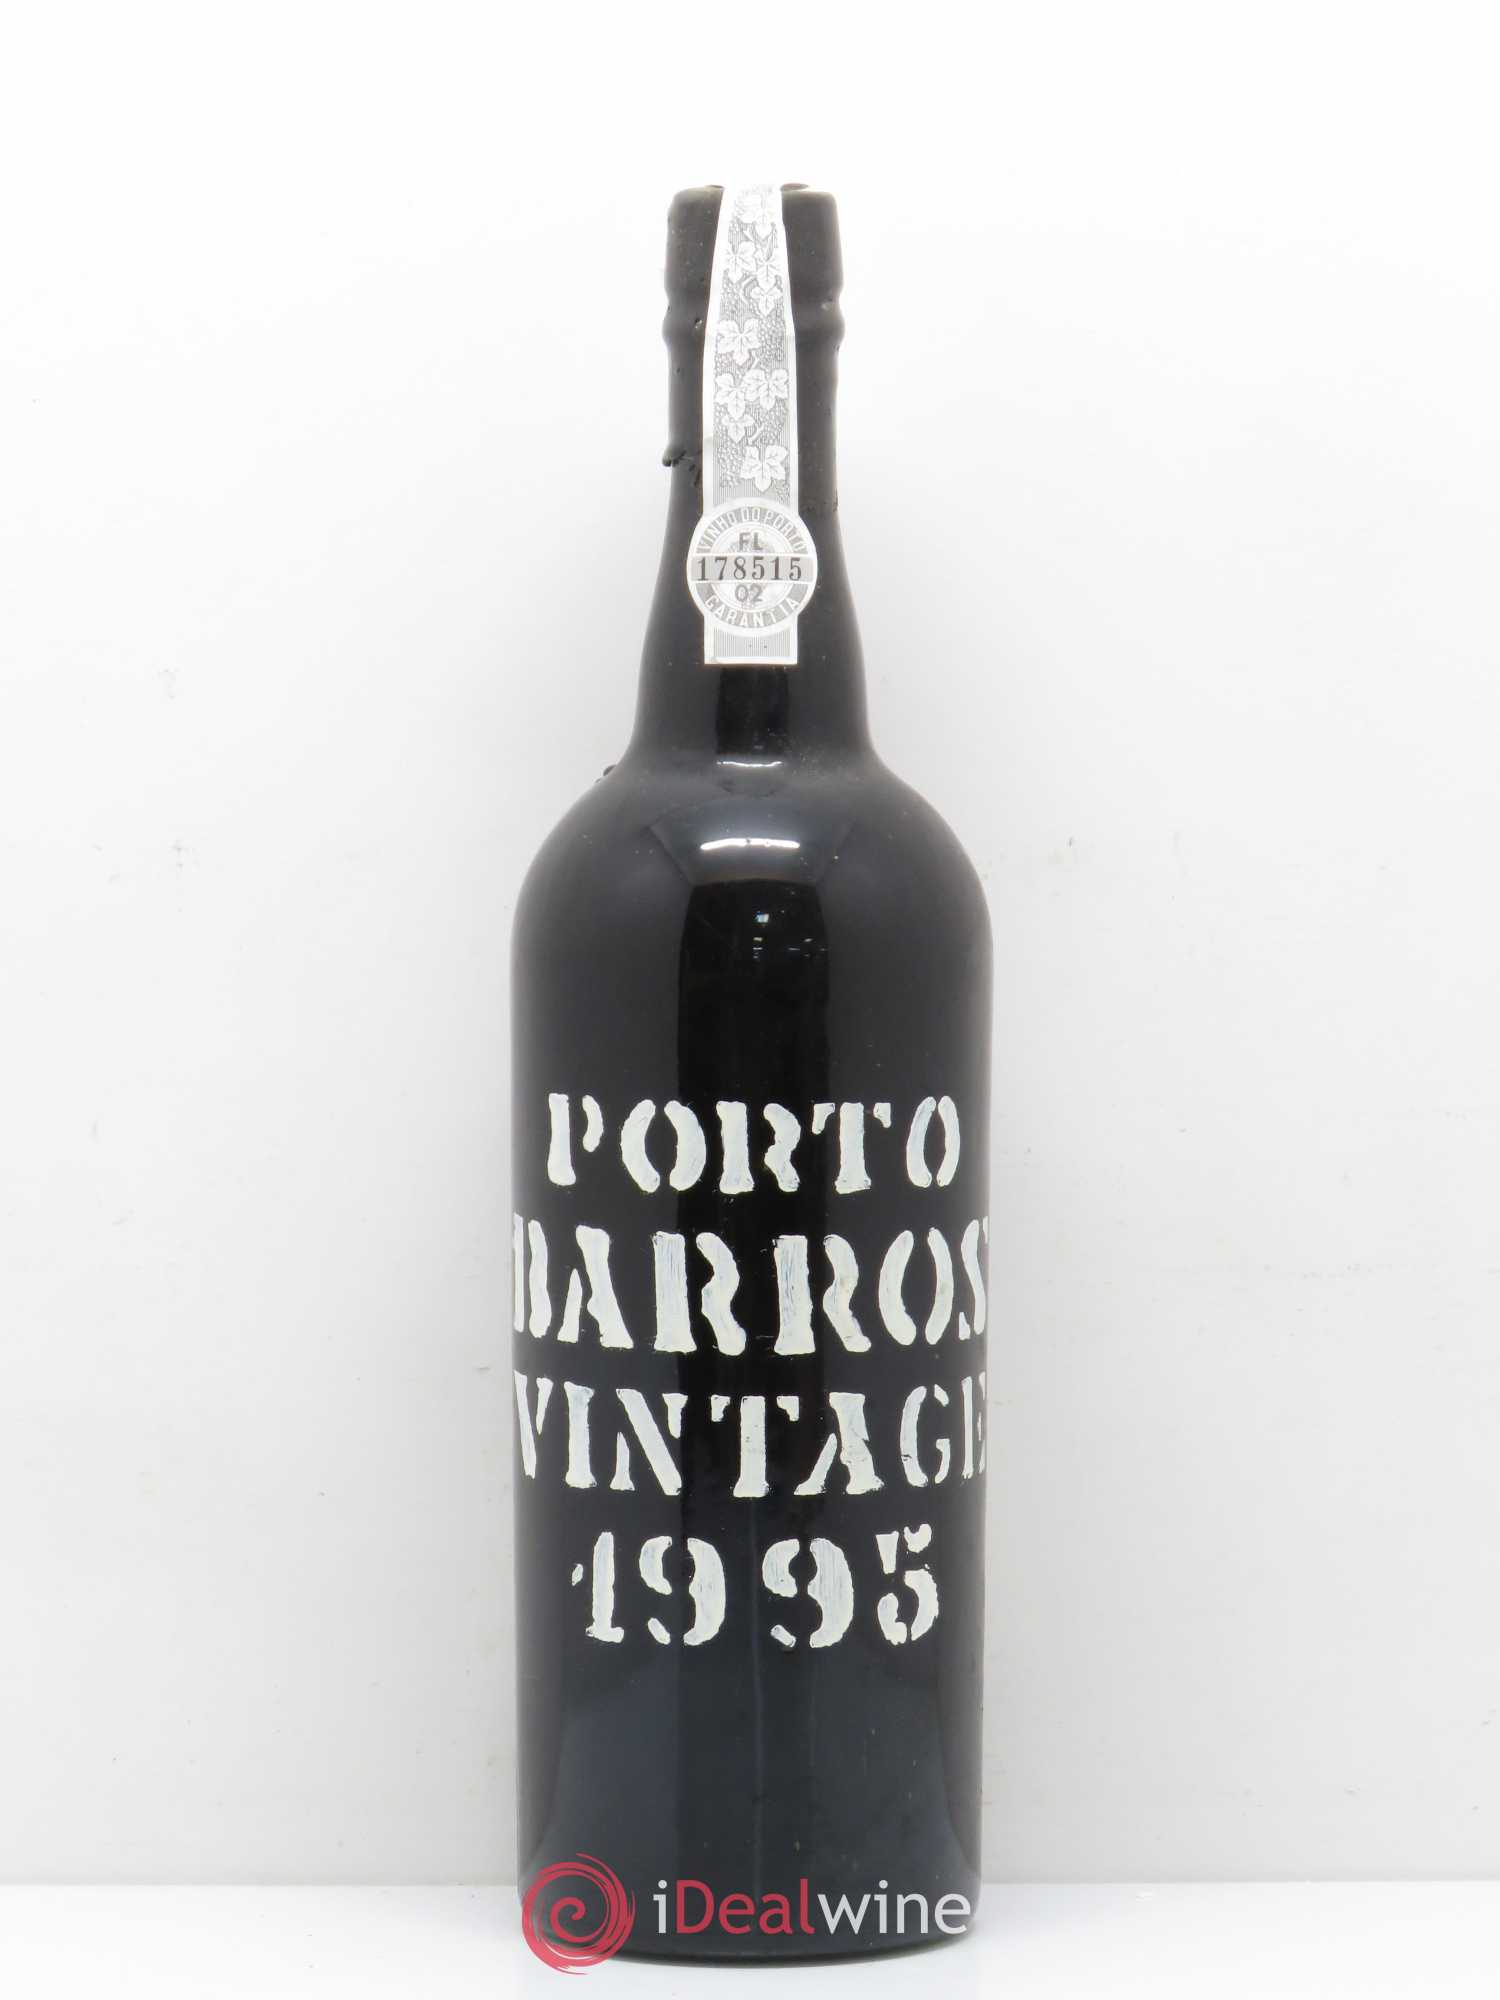 VINHO DO PORTO
FL
178515
02
GARANTIA
PORTO
BARROS
VINTAGE
1995
iDealwine